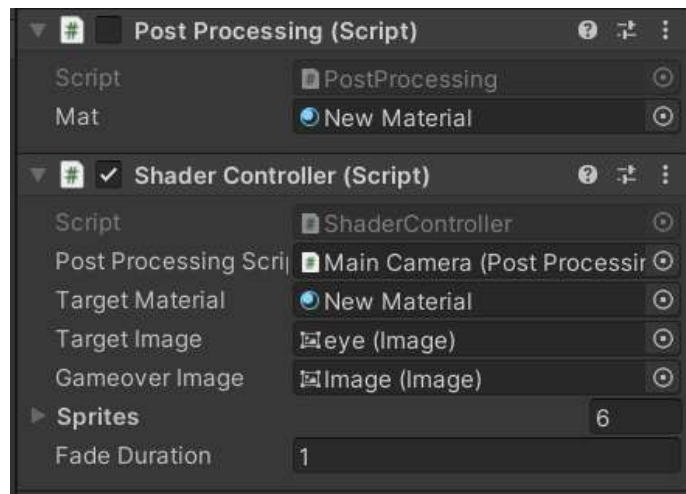 Post Processing (Script)
Script PostProcessing
Mat New Material
Shader Controller (Script)
Script ShaderController
Post Processing Scri Main Camera (Post Processin
Target Material New Material
Target Image eye (Image)
Gameover Image Image (Image)
Sprites 6
Fade Duration 1